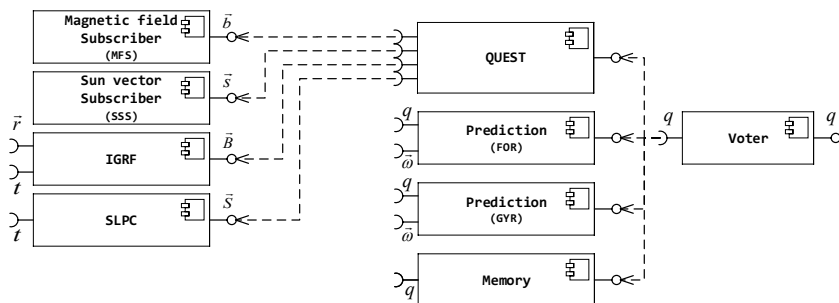 Magnetic field
Subscriber
(MFS)
b⃗
Sun vector
Subscriber
(SSS)
s⃗
r⃗
t
IGRF
B⃗
t
SLPC
S⃗
QUEST
q
ω⃗
Prediction
(FOR)
q
ω⃗
Prediction
(GYR)
q
Memory
q
Voter
q